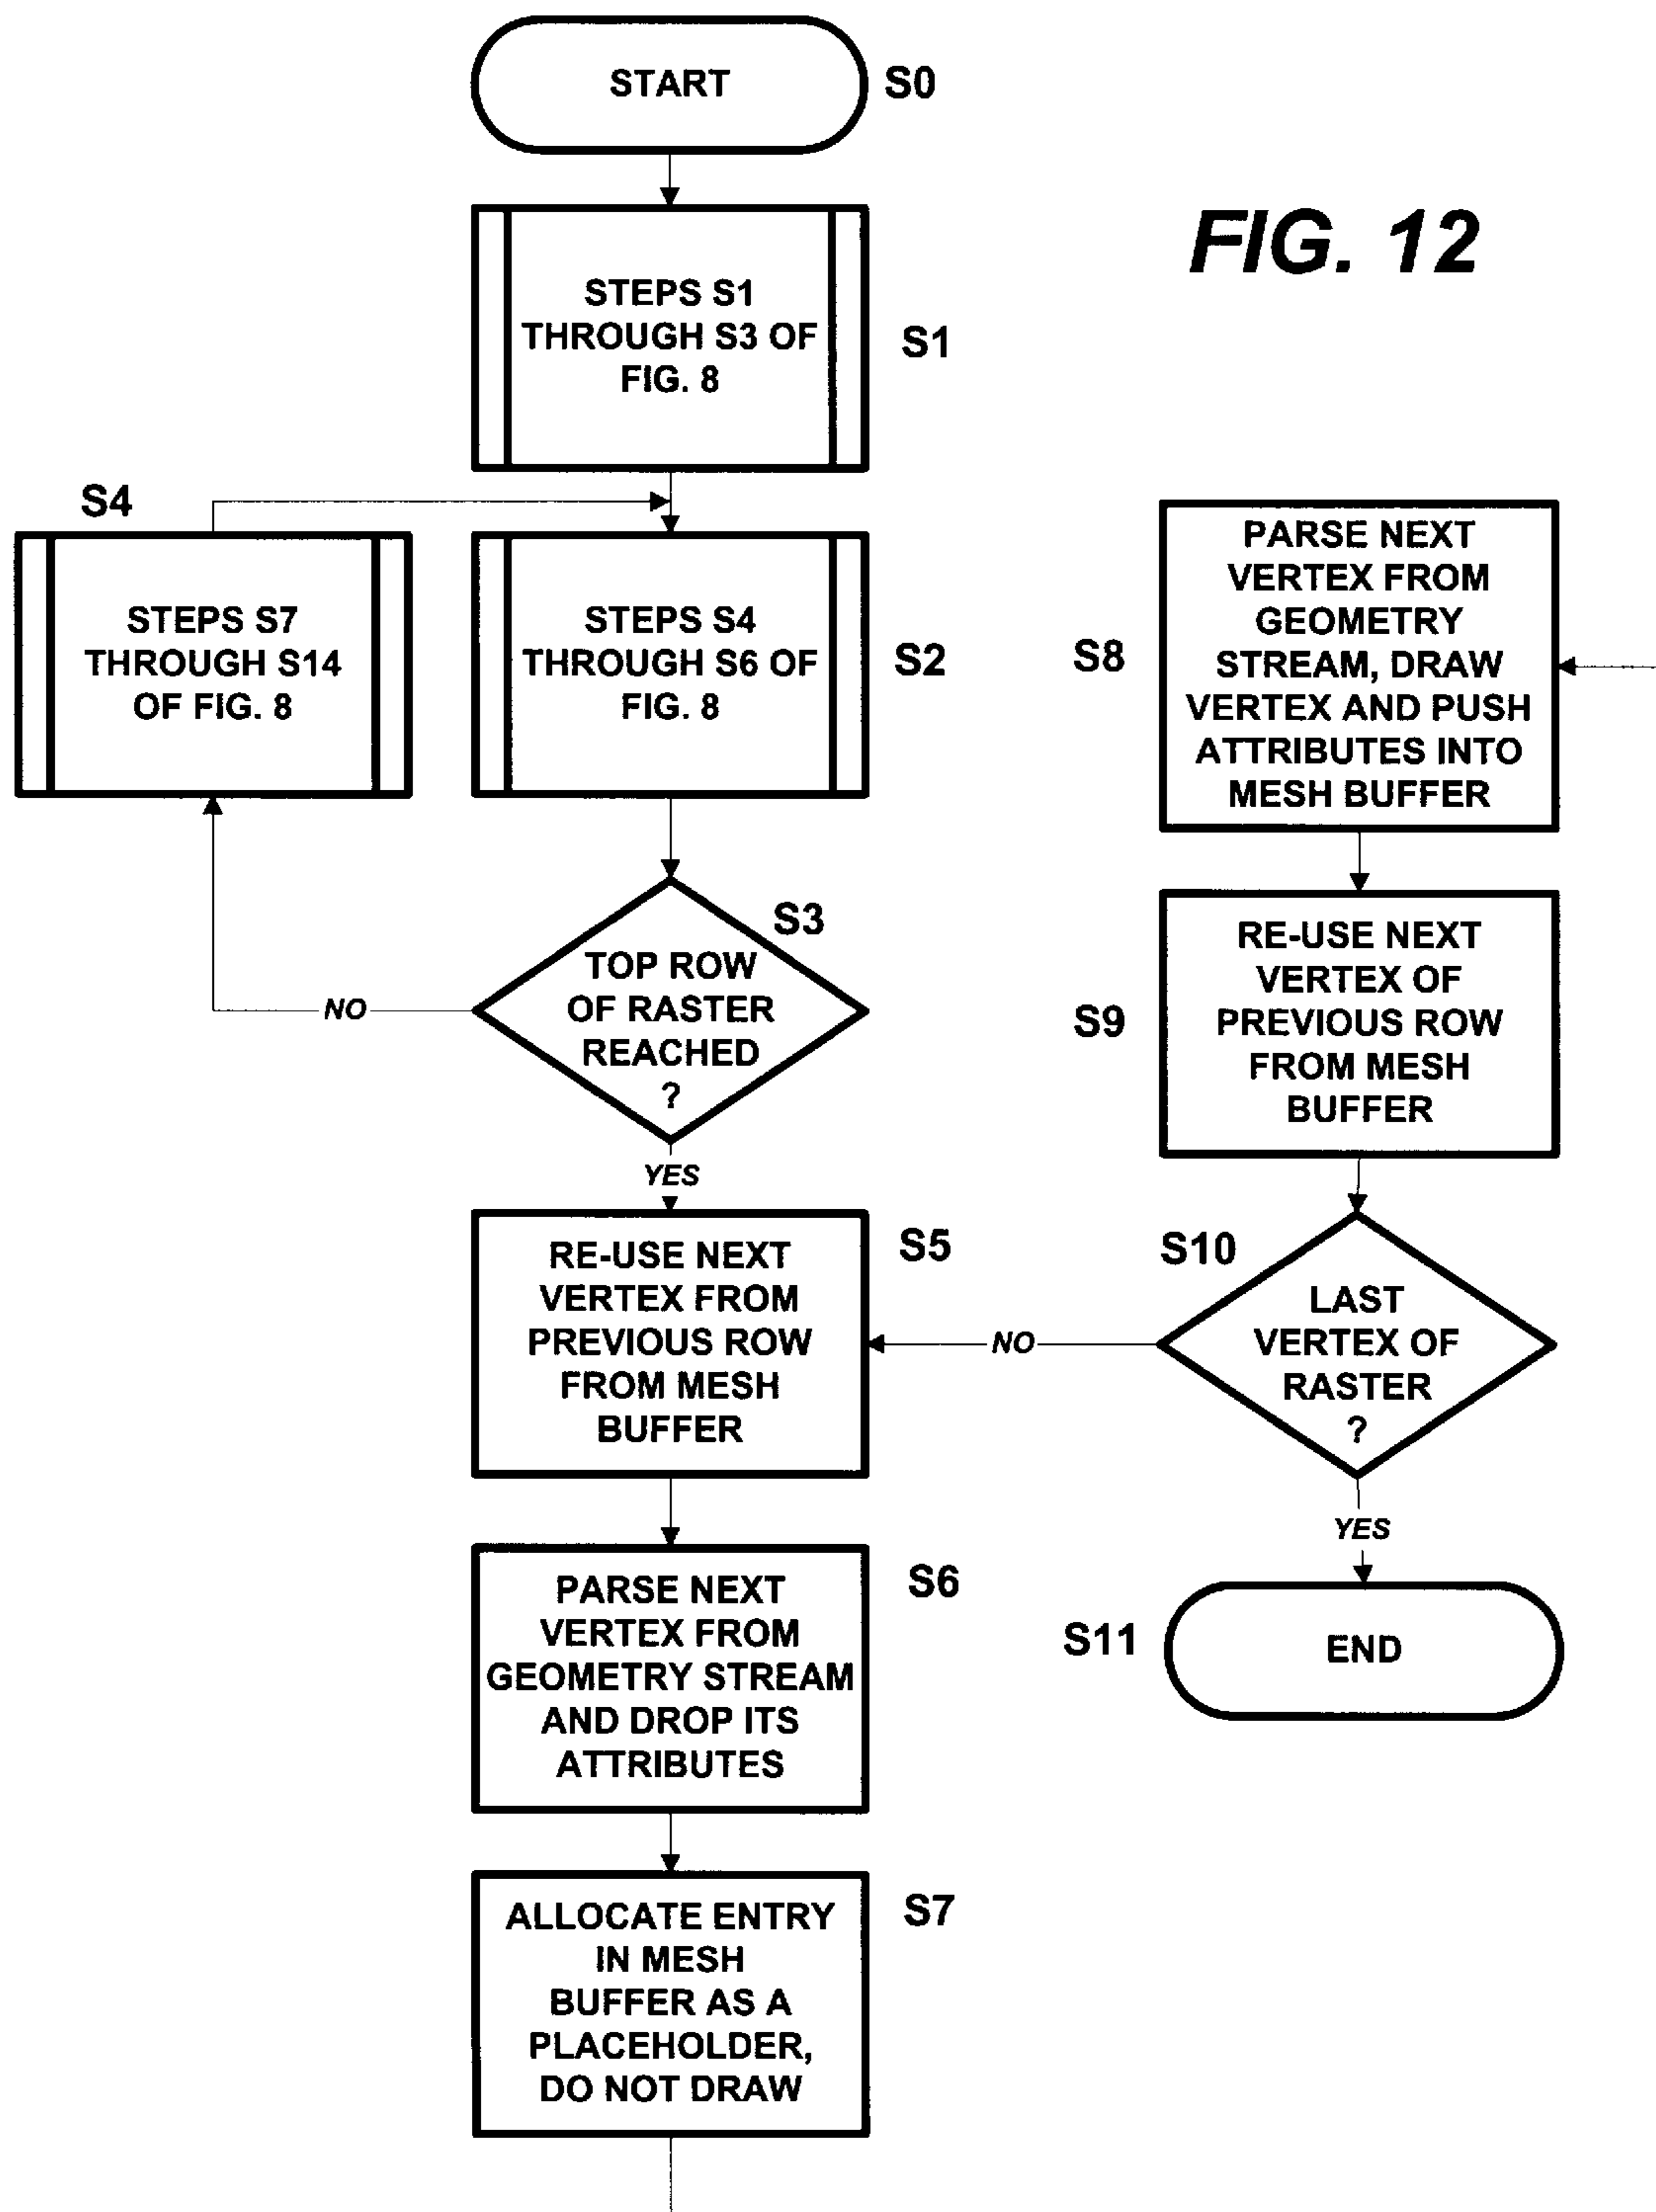 START
S0
FIG. 12
STEPS S1
THROUGH S3 OF
FIG. 8
S1
S4
STEPS S7
THROUGH S14
OF FIG. 8
STEPS S4
THROUGH S6 OF
FIG. 8
S2
S3
TOP ROW
OF RASTER
REACHED
?
NO
YES
RE-USE NEXT
VERTEX FROM
PREVIOUS ROW
FROM MESH
BUFFER
S5
PARSE NEXT
VERTEX FROM
GEOMETRY STREAM
AND DROP ITS
ATTRIBUTES
S6
ALLOCATE ENTRY
IN MESH
BUFFER AS A
PLACEHOLDER,
DO NOT DRAW
S7
PARSE NEXT
VERTEX FROM
GEOMETRY
STREAM, DRAW
VERTEX AND PUSH
ATTRIBUTES INTO
MESH BUFFER
S8
RE-USE NEXT
VERTEX OF
PREVIOUS ROW
FROM MESH
BUFFER
S9
S10
LAST
VERTEX OF
RASTER
?
NO
YES
S11
END